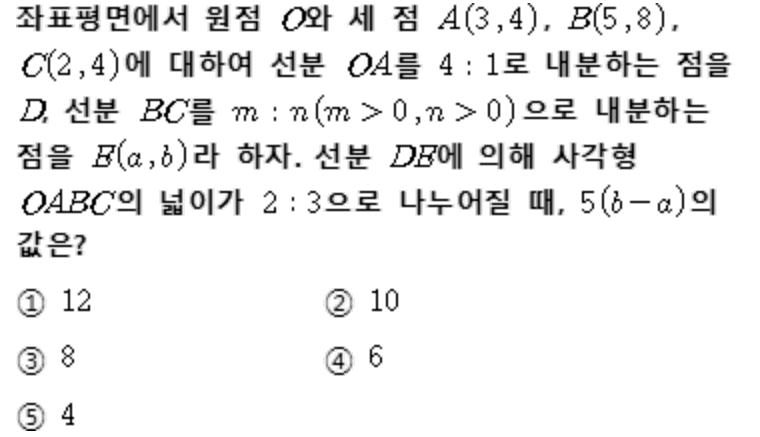 좌표평면에서 원점 O와 세 점 A(3,4), B(5,8),
C(2,4)에 대하여 선분 OA를 4 : 1로 내분하는 점을
D, 선분 BC를 m : n(m > 0, n > 0)으로 내분하는
점을 E(a,b)라 하자. 선분 DE에 의해 사각형
OABC의 넓이가 2 : 3으로 나누어질 때, 5(b-a)의
값은?
① 12 ② 10
③ 8 ④ 6
⑤ 4